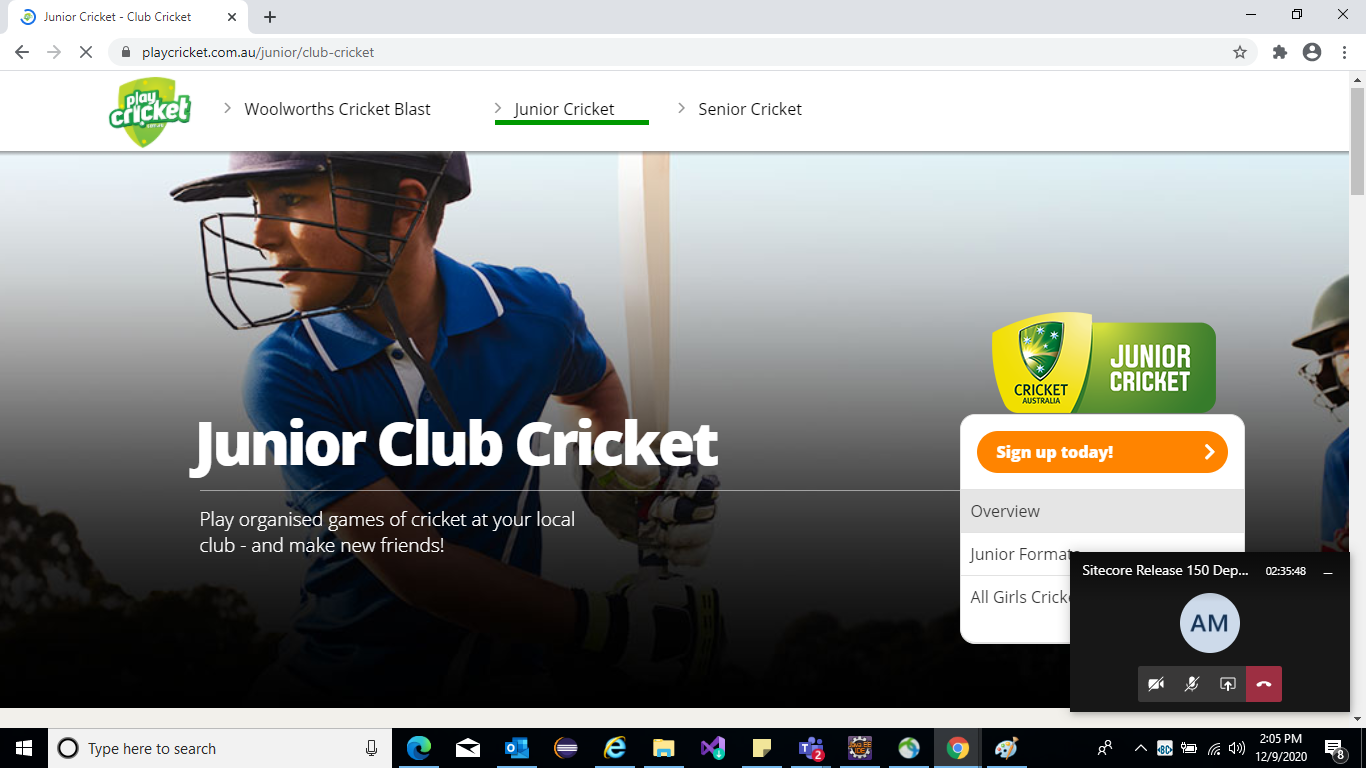 Junior Cricket - Club Cricket
playcricket.com.au/junior/club-cricket
play
cricket
Woolworths Cricket Blast
Junior Cricket
Senior Cricket
CRICKET
AUSTRALIA
JUNIOR
CRICKET
Junior Club Cricket
Play organised games of cricket at your local
club - and make new friends!
Sign up today!
Overview
Junior Formats
All Girls Cricke
Sitecore Release 150 Dep...
02:35:48
AM
Type here to search
2
2:05 PM
12/9/2020
8